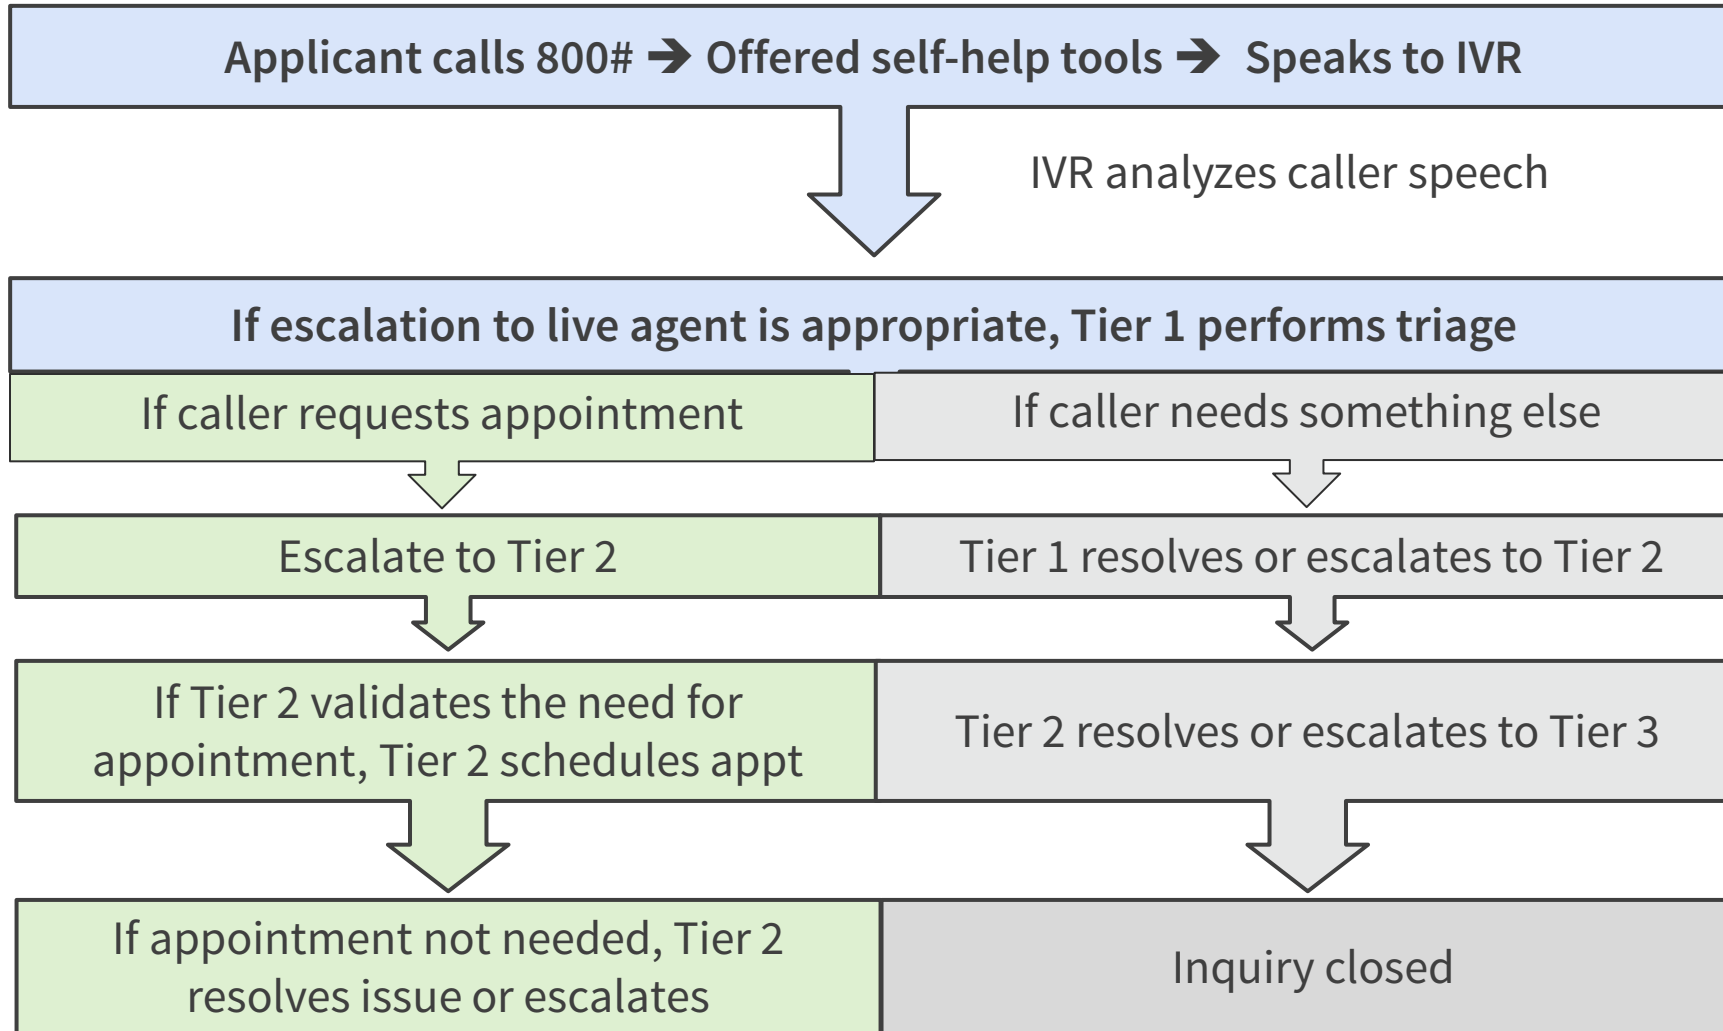 Applicant calls 800# ➔ Offered self-help tools ➔ Speaks to IVR
IVR analyzes caller speech
If escalation to live agent is appropriate, Tier 1 performs triage
If caller requests appointment
If caller needs something else
Escalate to Tier 2
Tier 1 resolves or escalates to Tier 2
If Tier 2 validates the need for
appointment, Tier 2 schedules appt
Tier 2 resolves or escalates to Tier 3
If appointment not needed, Tier 2
resolves issue or escalates
Inquiry closed